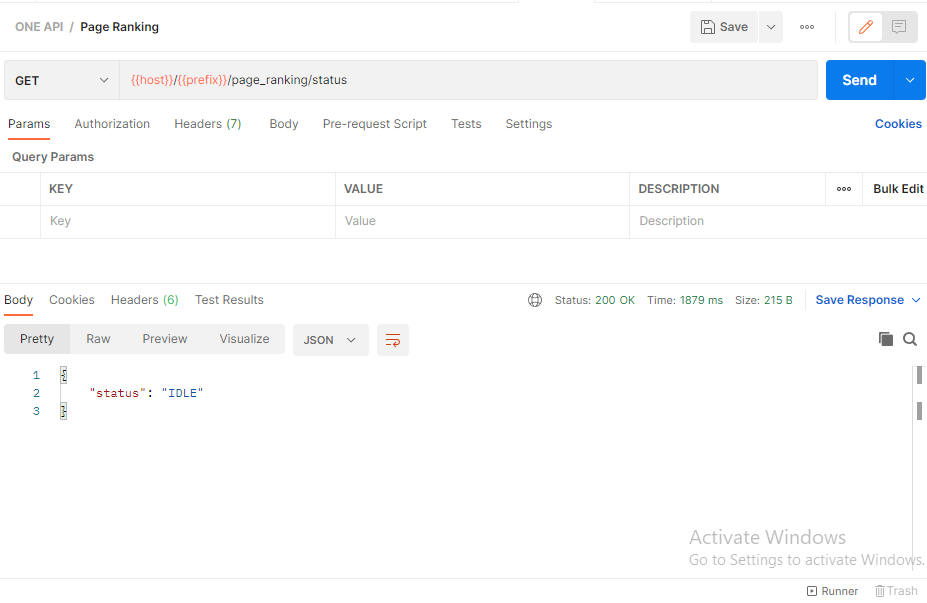 ONE API / Page Ranking
Save
GET
{{host}}/{{prefix}}/page_ranking/status
Send
Params Authorization Headers (7) Body Pre-request Script Tests Settings Cookies
Query Params
KEY VALUE DESCRIPTION Bulk Edit
Key Value Description
Body Cookies Headers (6) Test Results Status: 200 OK Time: 1879 ms Size: 215 B Save Response
Pretty Raw Preview Visualize JSON
1 {
2 "status": "IDLE"
3 }
Activate Windows
Go to Settings to activate Windows.
Runner Trash